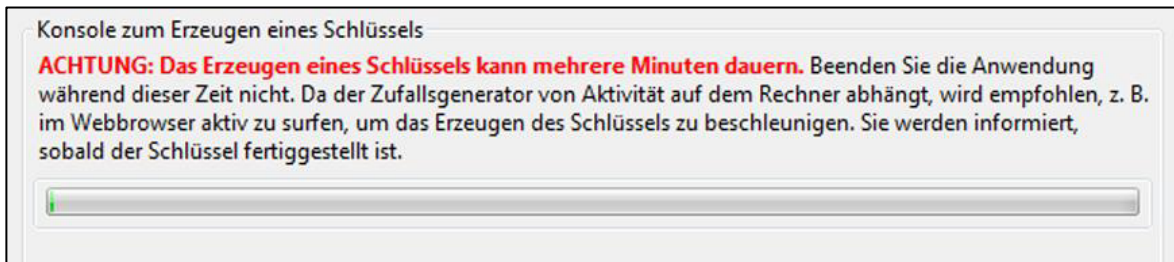 Konsole zum Erzeugen eines Schlüssels
ACHTUNG: Das Erzeugen eines Schlüssels kann mehrere Minuten dauern. Beenden Sie die Anwendung
während dieser Zeit nicht. Da der Zufallsgenerator von Aktivität auf dem Rechner abhängt, wird empfohlen, z. B.
im Webbrowser aktiv zu surfen, um das Erzeugen des Schlüssels zu beschleunigen. Sie werden informiert,
sobald der Schlüssel fertiggestellt ist.